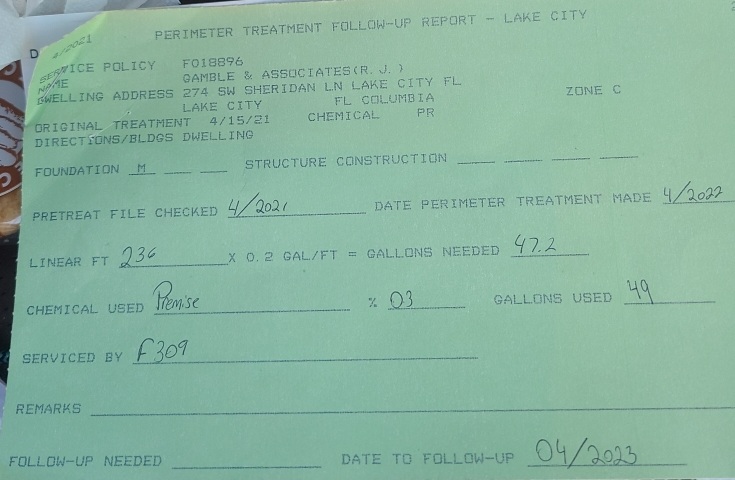 4/2021
PERIMETER TREATMENT FOLLOW-UP REPORT - LAKE CITY
SERVICE POLICY F018896
NAME GAMBLE & ASSOCIATES(R. J. )
DWELLING ADDRESS 274 SW SHERIDAN LN LAKE CITY FL
LAKE CITY FL COLUMBIA ZONE C
ORIGINAL TREATMENT 4/15/21 CHEMICAL PR
DIRECTIONS/BLDGS DWELLING
FOUNDATION M STRUCTURE CONSTRUCTION
PRETREAT FILE CHECKED 4/2021 DATE PERIMETER TREATMENT MADE 4/2022
LINEAR FT 236 X 0.2 GAL/FT = GALLONS NEEDED 47.2
CHEMICAL USED Premise % 03 GALLONS USED 49
SERVICED BY F309
REMARKS
FOLLOW-UP NEEDED DATE TO FOLLOW-UP 04/2023